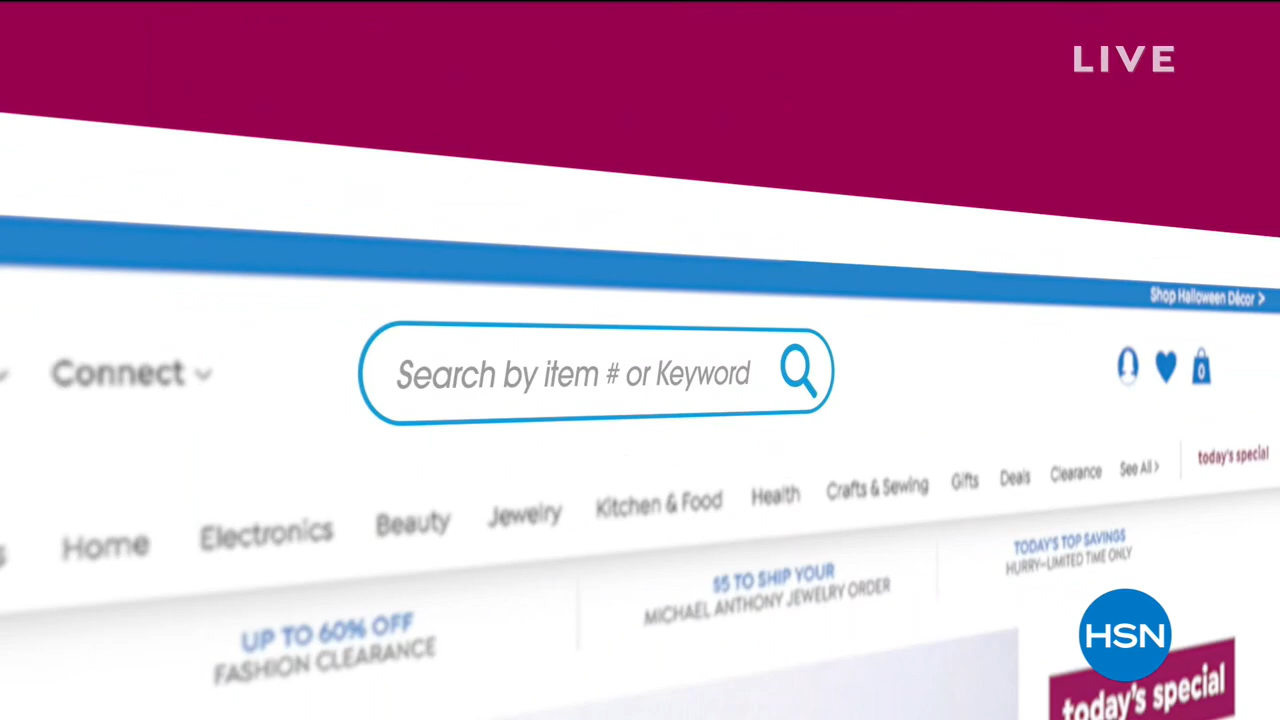 LIVE
Shop Halloween Décor >
Connect
Search by item # or Keyword
0
Home Electronics Beauty Jewelry Kitchen & Food Health Crafts & Sewing Gifts Deals Clearance See All > today's special
UP TO 60% OFF
FASHION CLEARANCE
$5 TO SHIP YOUR
MICHAEL ANTHONY JEWELRY ORDER
TODAY'S TOP SAVINGS
HURRY–LIMITED TIME ONLY
HSN
today's special